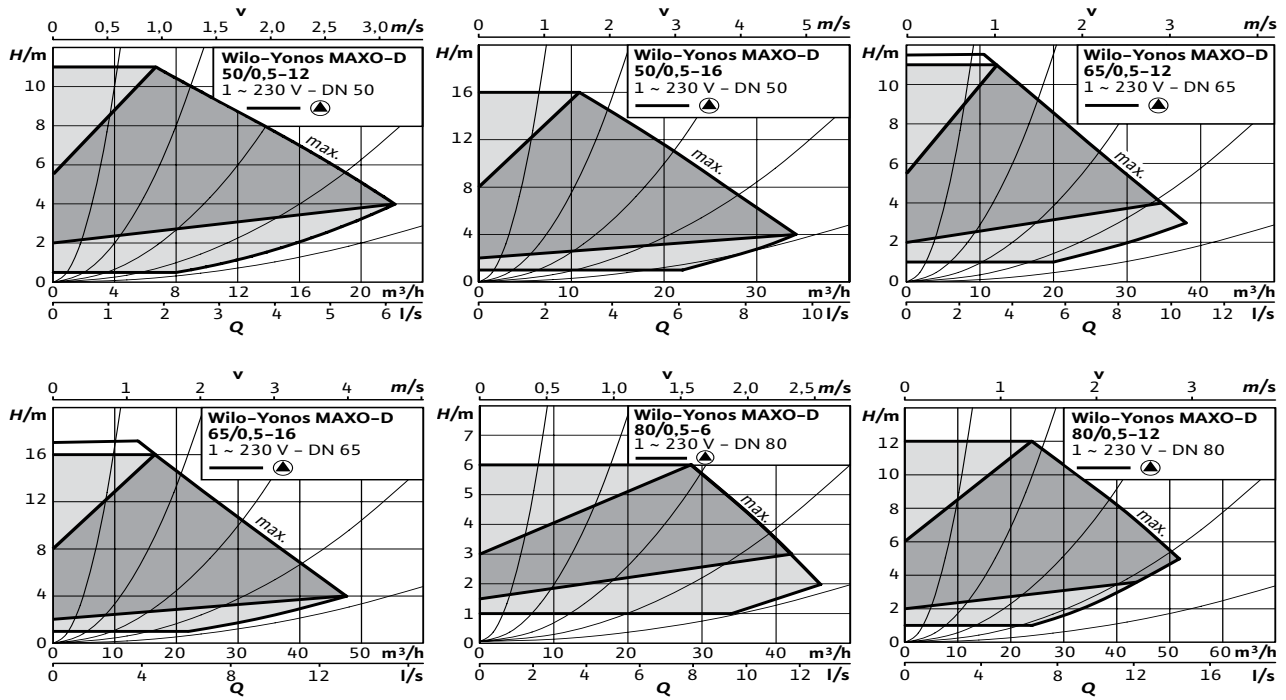 v
0 0,5 1,0 1,5 2,0 2,5 3,0 m/s
H/m
Wilo-Yonos MAXO-D
50/0,5-12
1 ~ 230 V - DN 50
10
8
6
4
2
0
max.
0 4 8 12 16 20 m³/h
0 1 2 3 4 5 6 l/s
Q
v
0 1 2 3 4 5 m/s
H/m
Wilo-Yonos MAXO-D
50/0,5-16
1 ~ 230 V - DN 50
16
12
8
4
0
max.
0 10 20 30 m³/h
0 2 4 6 8 10 l/s
Q
v
0 1 2 3 m/s
H/m
Wilo-Yonos MAXO-D
65/0,5-12
1 ~ 230 V - DN 65
10
8
6
4
2
0
max.
0 10 20 30 40 m³/h
0 2 4 6 8 10 12 l/s
Q
v
0 1 2 3 4 m/s
H/m
Wilo-Yonos MAXO-D
65/0,5-16
1 ~ 230 V - DN 65
16
12
8
4
0
max.
0 10 20 30 40 50 m³/h
0 4 8 12 l/s
Q
v
0 0,5 1,0 1,5 2,0 2,5 m/s
H/m
Wilo-Yonos MAXO-D
80/0,5-6
1 ~ 230 V - DN 80
7
6
5
4
3
2
1
0
max.
0 10 20 30 40 m³/h
0 2 4 6 8 10 12 l/s
Q
v
0 1 2 3 m/s
H/m
Wilo-Yonos MAXO-D
80/0,5-12
1 ~ 230 V - DN 80
12
10
8
6
4
2
0
max.
0 10 20 30 40 50 60 m³/h
0 4 8 12 16 l/s
Q